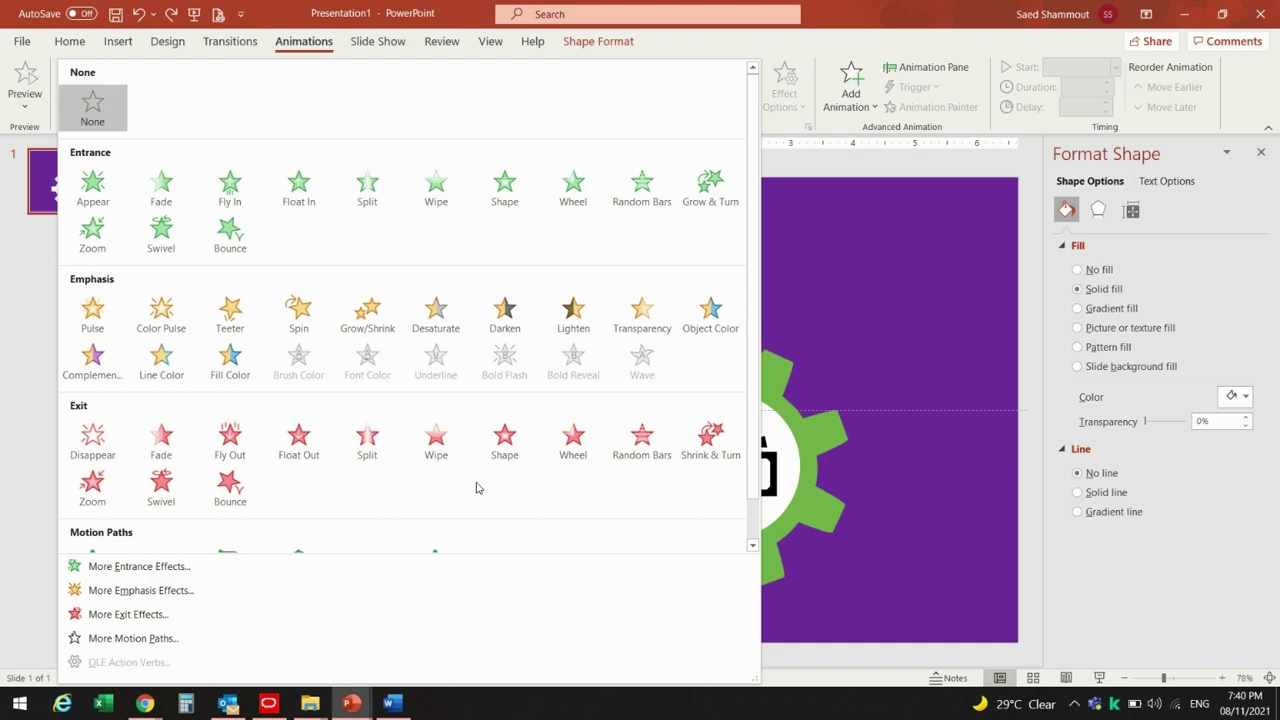 AutoSave Off Presentation1 - PowerPoint Search Saed Shammout SS
File Home Insert Design Transitions Animations Slide Show Review View Help Shape Format Share Comments
Preview
Preview
None
None
Entrance
Appear Fade Fly In Float In Split Wipe Shape Wheel Random Bars Grow & Turn
Zoom Swivel Bounce
Emphasis
Pulse Color Pulse Teeter Spin Grow/Shrink Desaturate Darken Lighten Transparency Object Color
Complemen... Line Color Fill Color Brush Color Font Color Underline Bold Flash Bold Reveal Wave
Exit
Disappear Fade Fly Out Float Out Split Wipe Shape Wheel Random Bars Shrink & Turn
Zoom Swivel Bounce
Motion Paths
More Entrance Effects...
More Emphasis Effects...
More Exit Effects...
More Motion Paths...
OLE Action Verbs...
Effect
Options
Add
Animation
Animation Pane
Trigger
Animation Painter
Advanced Animation
Start:
Duration:
Delay:
Reorder Animation
Move Earlier
Move Later
Timing
3 4 5 6
1
Format Shape
Shape Options Text Options
Fill
No fill
Solid fill
Gradient fill
Picture or texture fill
Pattern fill
Slide background fill
Color
Transparency 0%
Line
No line
Solid line
Gradient line
Slide 1 of 1 Notes 78%
29°C Clear ENG 7:40 PM
08/11/2021